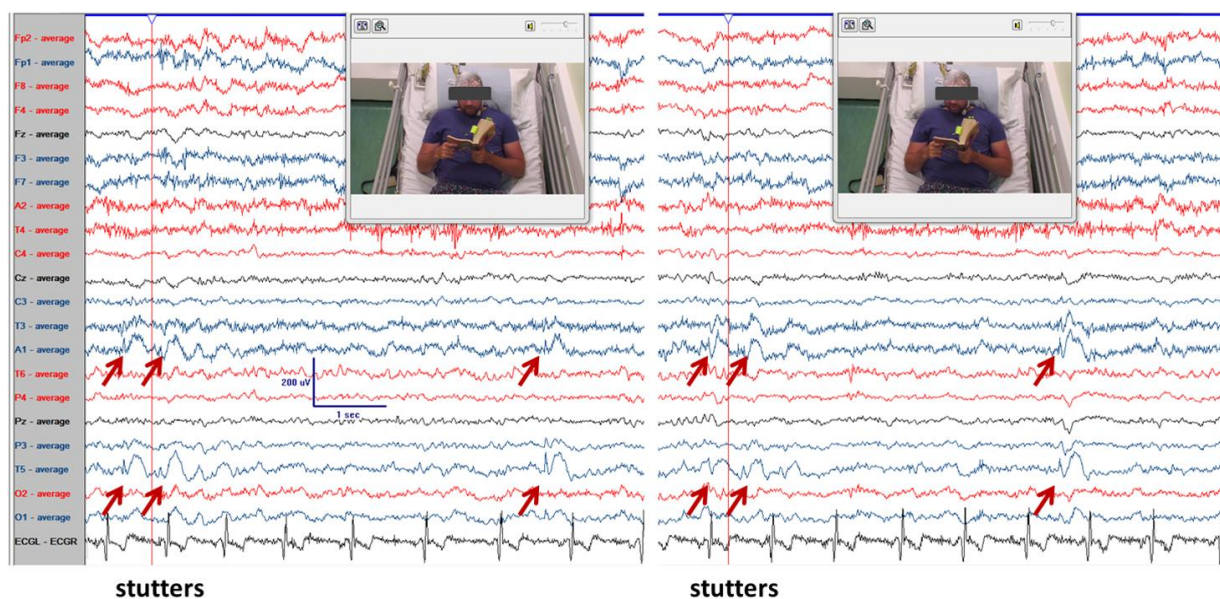 Fp2 - average
Fp1 - average
F8 - average
F4 - average
Fz - average
F3 - average
F7 - average
A2 - average
T4 - average
C4 - average
Cz - average
C3 - average
T3 - average
A1 - average
T6 - average
200 uV
P4 - average
1 sec
Pz - average
P3 - average
T5 - average
O2 - average
O1 - average
ECGL - ECGR
stutters
stutters